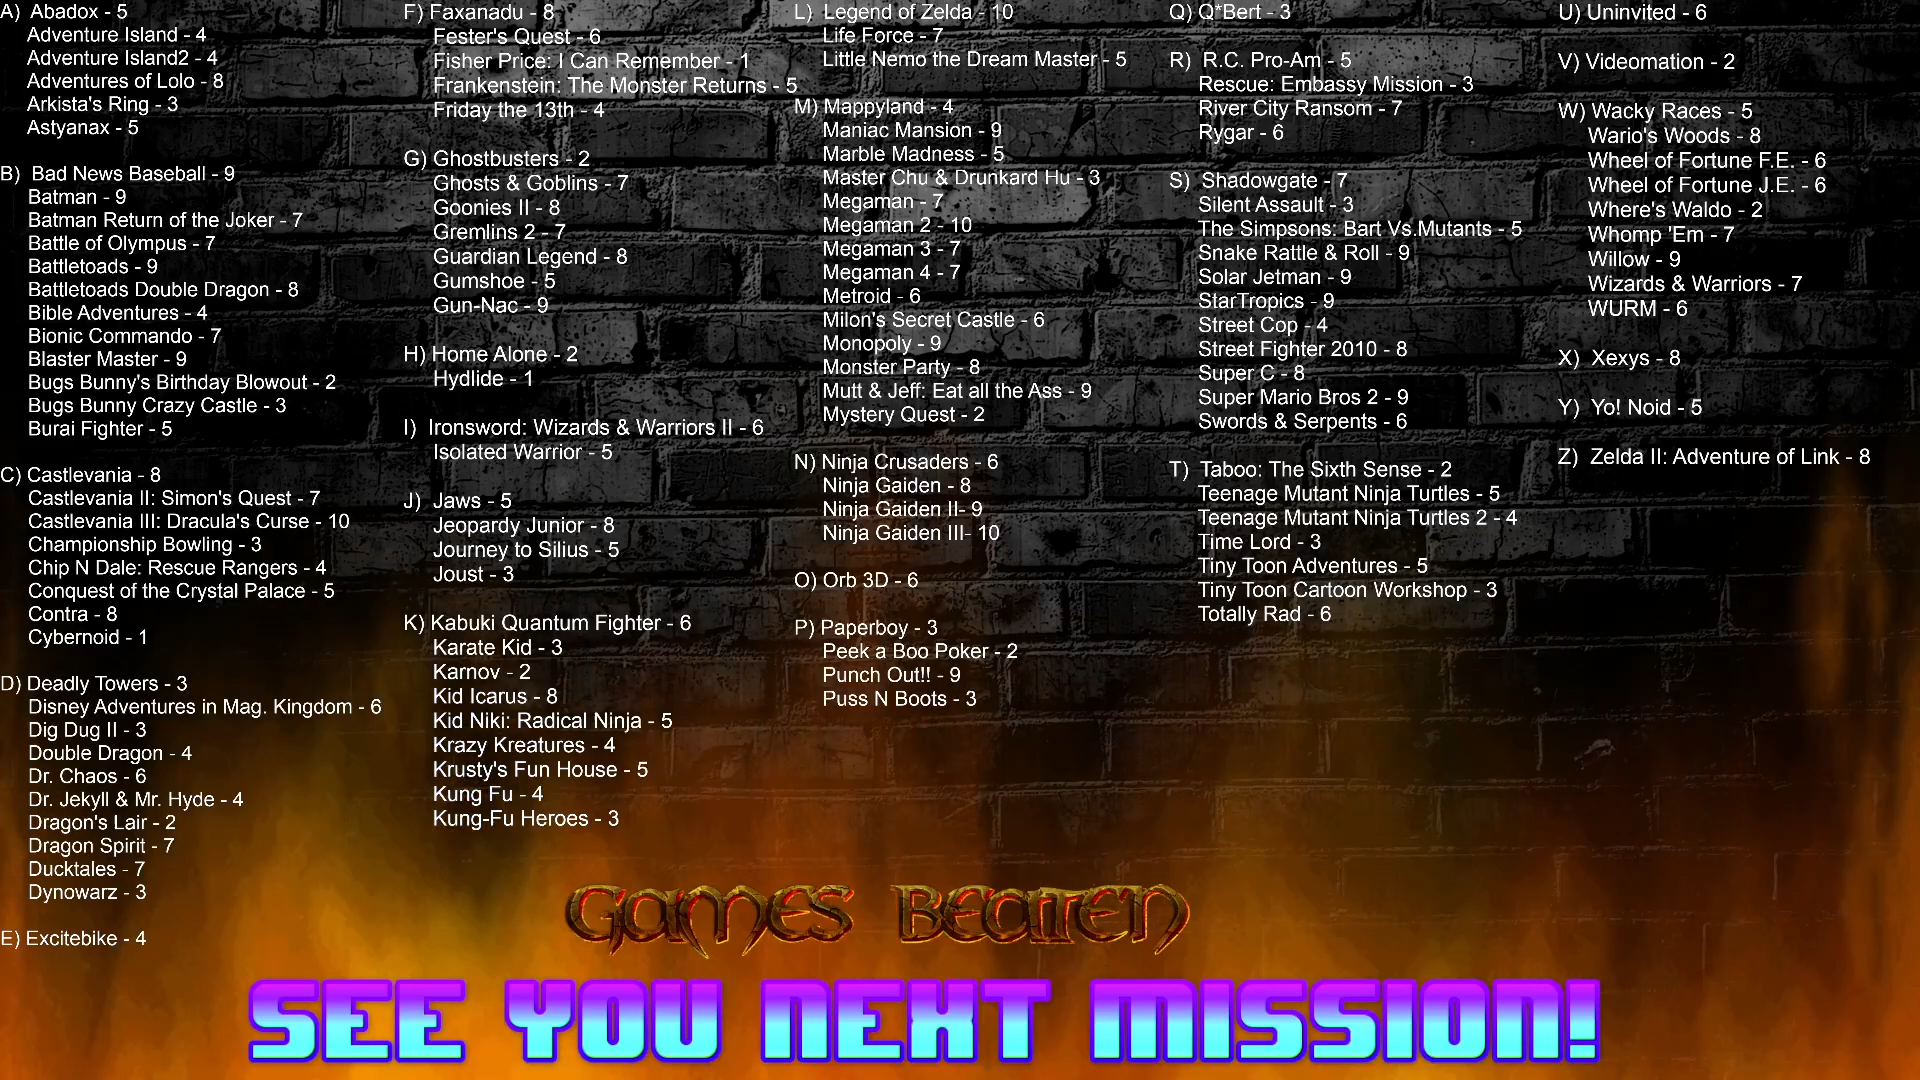 A) Abadox - 5
Adventure Island - 4
Adventure Island2 - 4
Adventures of Lolo - 8
Arkista's Ring - 3
Astyanax - 5
B) Bad News Baseball - 9
Batman - 9
Batman Return of the Joker - 7
Battle of Olympus - 7
Battletoads - 9
Battletoads Double Dragon - 8
Bible Adventures - 4
Bionic Commando - 7
Blaster Master - 9
Bugs Bunny's Birthday Blowout - 2
Bugs Bunny Crazy Castle - 3
Burai Fighter - 5
C) Castlevania - 8
Castlevania II: Simon's Quest - 7
Castlevania III: Dracula's Curse - 10
Championship Bowling - 3
Chip N Dale: Rescue Rangers - 4
Conquest of the Crystal Palace - 5
Contra - 8
Cybernoid - 1
D) Deadly Towers - 3
Disney Adventures in Mag. Kingdom - 6
Dig Dug II - 3
Double Dragon - 4
Dr. Chaos - 6
Dr. Jekyll & Mr. Hyde - 4
Dragon's Lair - 2
Dragon Spirit - 7
Ducktales - 7
Dynowarz - 3
E) Excitebike - 4
F) Faxanadu - 8
Fester's Quest - 6
Fisher Price: I Can Remember - 1
Frankenstein: The Monster Returns - 5
Friday the 13th - 4
G) Ghostbusters - 2
Ghosts & Goblins - 7
Goonies II - 8
Gremlins 2 - 7
Guardian Legend - 8
Gumshoe - 5
Gun-Nac - 9
H) Home Alone - 2
Hydlide - 1
I) Ironsword: Wizards & Warriors II - 6
Isolated Warrior - 5
J) Jaws - 5
Jeopardy Junior - 8
Journey to Silius - 5
Joust - 3
K) Kabuki Quantum Fighter - 6
Karate Kid - 3
Karnov - 2
Kid Icarus - 8
Kid Niki: Radical Ninja - 5
Krazy Kreatures - 4
Krusty's Fun House - 5
Kung Fu - 4
Kung-Fu Heroes - 3
L) Legend of Zelda - 10
Life Force - 7
Little Nemo the Dream Master - 5
M) Mappyland - 4
Maniac Mansion - 9
Marble Madness - 5
Master Chu & Drunkard Hu - 3
Megaman - 7
Megaman 2 - 10
Megaman 3 - 7
Megaman 4 - 7
Metroid - 6
Milon's Secret Castle - 6
Monopoly - 9
Monster Party - 8
Mutt & Jeff: Eat all the Ass - 9
Mystery Quest - 2
N) Ninja Crusaders - 6
Ninja Gaiden - 8
Ninja Gaiden II- 9
Ninja Gaiden III- 10
O) Orb 3D - 6
P) Paperboy - 3
Peek a Boo Poker - 2
Punch Out!! - 9
Puss N Boots - 3
Q) Q*Bert - 3
R) R.C. Pro-Am - 5
Rescue: Embassy Mission - 3
River City Ransom - 7
Rygar - 6
S) Shadowgate - 7
Silent Assault - 3
The Simpsons: Bart Vs.Mutants - 5
Snake Rattle & Roll - 9
Solar Jetman - 9
StarTropics - 9
Street Cop - 4
Street Fighter 2010 - 8
Super C - 8
Super Mario Bros 2 - 9
Swords & Serpents - 6
T) Taboo: The Sixth Sense - 2
Teenage Mutant Ninja Turtles - 5
Teenage Mutant Ninja Turtles 2 - 4
Time Lord - 3
Tiny Toon Adventures - 5
Tiny Toon Cartoon Workshop - 3
Totally Rad - 6
U) Uninvited - 6
V) Videomation - 2
W) Wacky Races - 5
Wario's Woods - 8
Wheel of Fortune F.E. - 6
Wheel of Fortune J.E. - 6
Where's Waldo - 2
Whomp 'Em - 7
Willow - 9
Wizards & Warriors - 7
WURM - 6
X) Xexys - 8
Y) Yo! Noid - 5
Z) Zelda II: Adventure of Link - 8
GAMES BEATEN
SEE YOU NEXT MISSION!